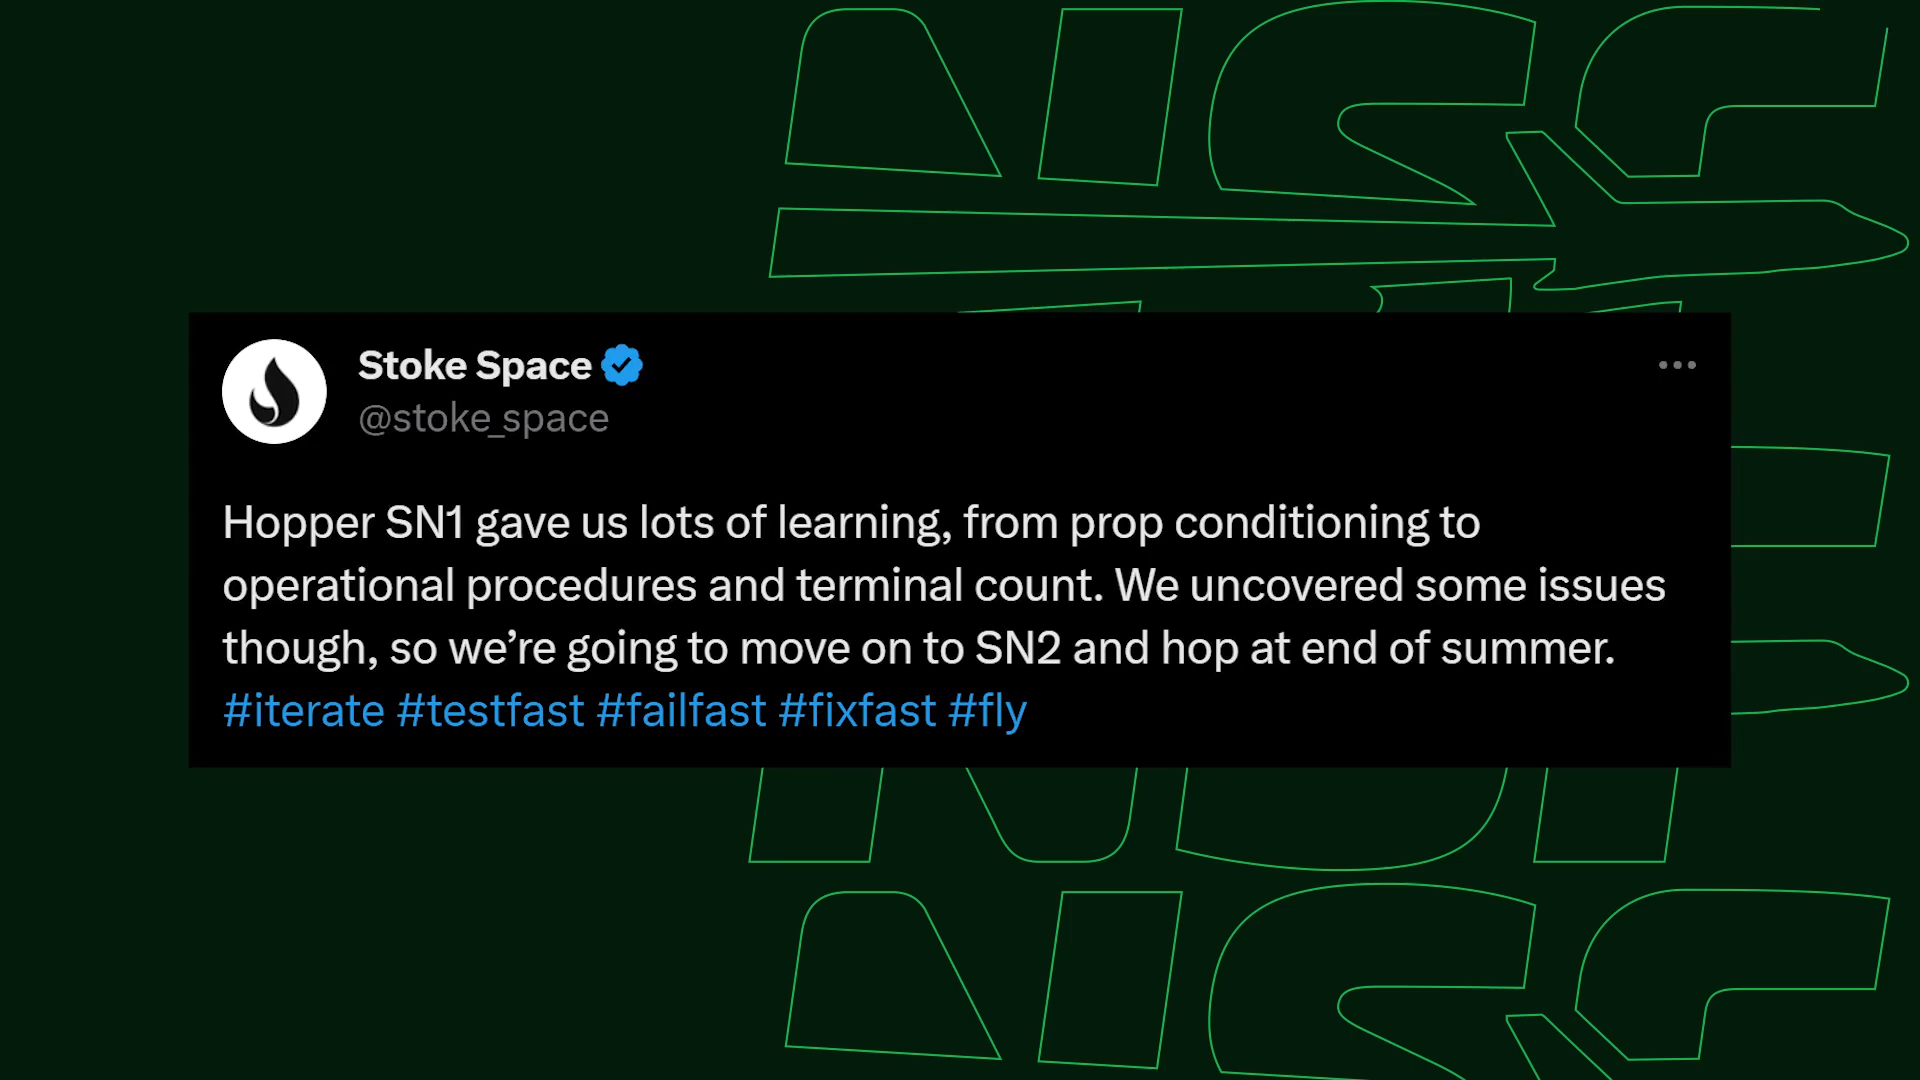 Stoke Space
@stoke_space
Hopper SN1 gave us lots of learning, from prop conditioning to
operational procedures and terminal count. We uncovered some issues
though, so we’re going to move on to SN2 and hop at end of summer.
#iterate #testfast #failfast #fixfast #fly